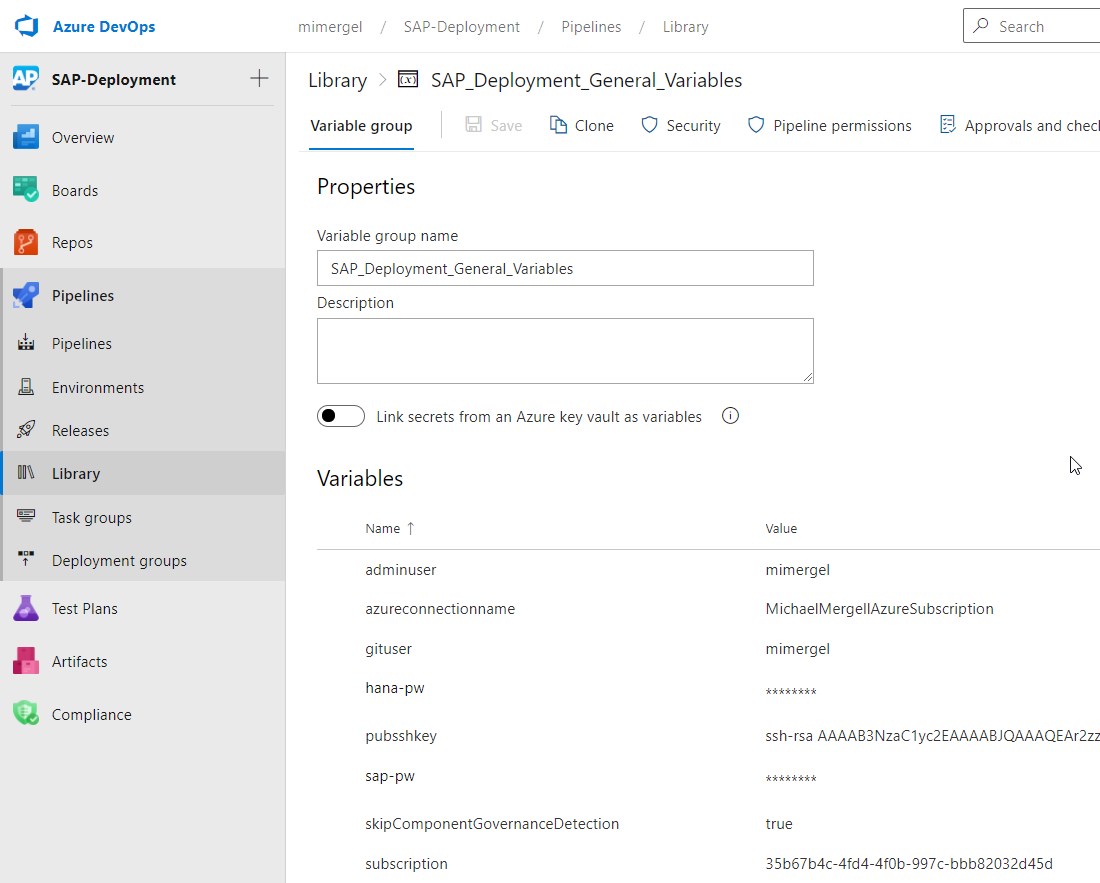 Azure DevOps
mimergel / SAP-Deployment / Pipelines / Library
Search
SAP-Deployment
Overview
Boards
Repos
Pipelines
Pipelines
Environments
Releases
Library
Task groups
Deployment groups
Test Plans
Artifacts
Compliance
Library > SAP_Deployment_General_Variables
Variable group
Save
Clone
Security
Pipeline permissions
Approvals and chec
Properties
Variable group name
SAP_Deployment_General_Variables
Description
Link secrets from an Azure key vault as variables
Variables
Name ↑ Value
adminuser mimergel
azureconnectionname MichaelMergellAzureSubscription
gituser mimergel
hana-pw ********
pubsshkey ssh-rsa AAAAB3NzaC1yc2EAAAABJQAAAQEAr2zz
sap-pw ********
skipComponentGovernanceDetection true
subscription 35b67b4c-4fd4-4f0b-997c-bbb82032d45d